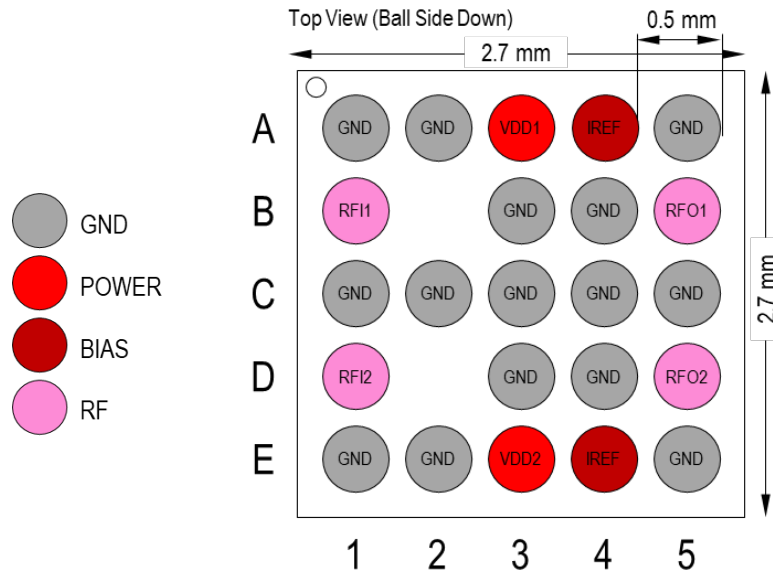 Top View (Ball Side Down)
0.5 mm
2.7 mm
A GND GND VDD1 IREF GND
B RFI1 GND GND RFO1
C GND GND GND GND GND
D RFI2 GND GND RFO2
E GND GND VDD2 IREF GND
1 2 3 4 5
2.7 mm
GND
POWER
BIAS
RF